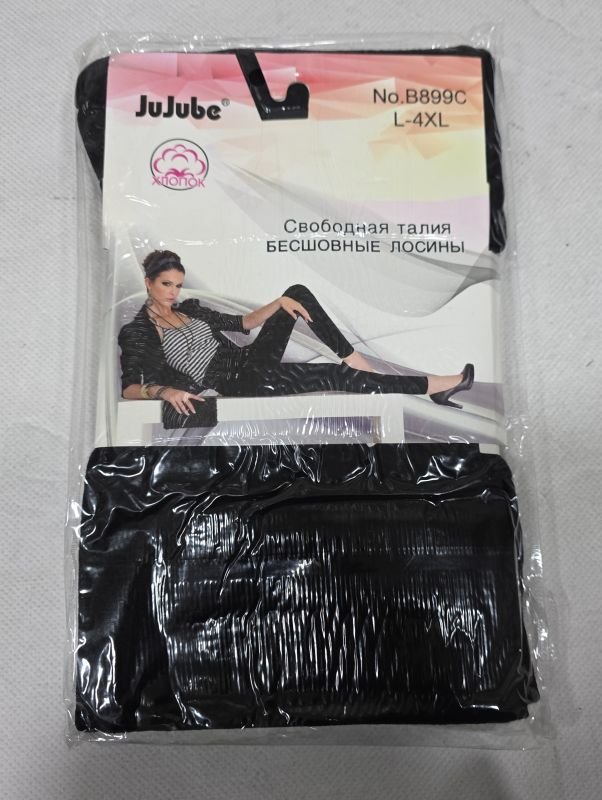 JuJube®
No.B899C
L-4XL
ХЛОПОК
Свободная талия
БЕСШОВНЫЕ ЛОСИНЫ